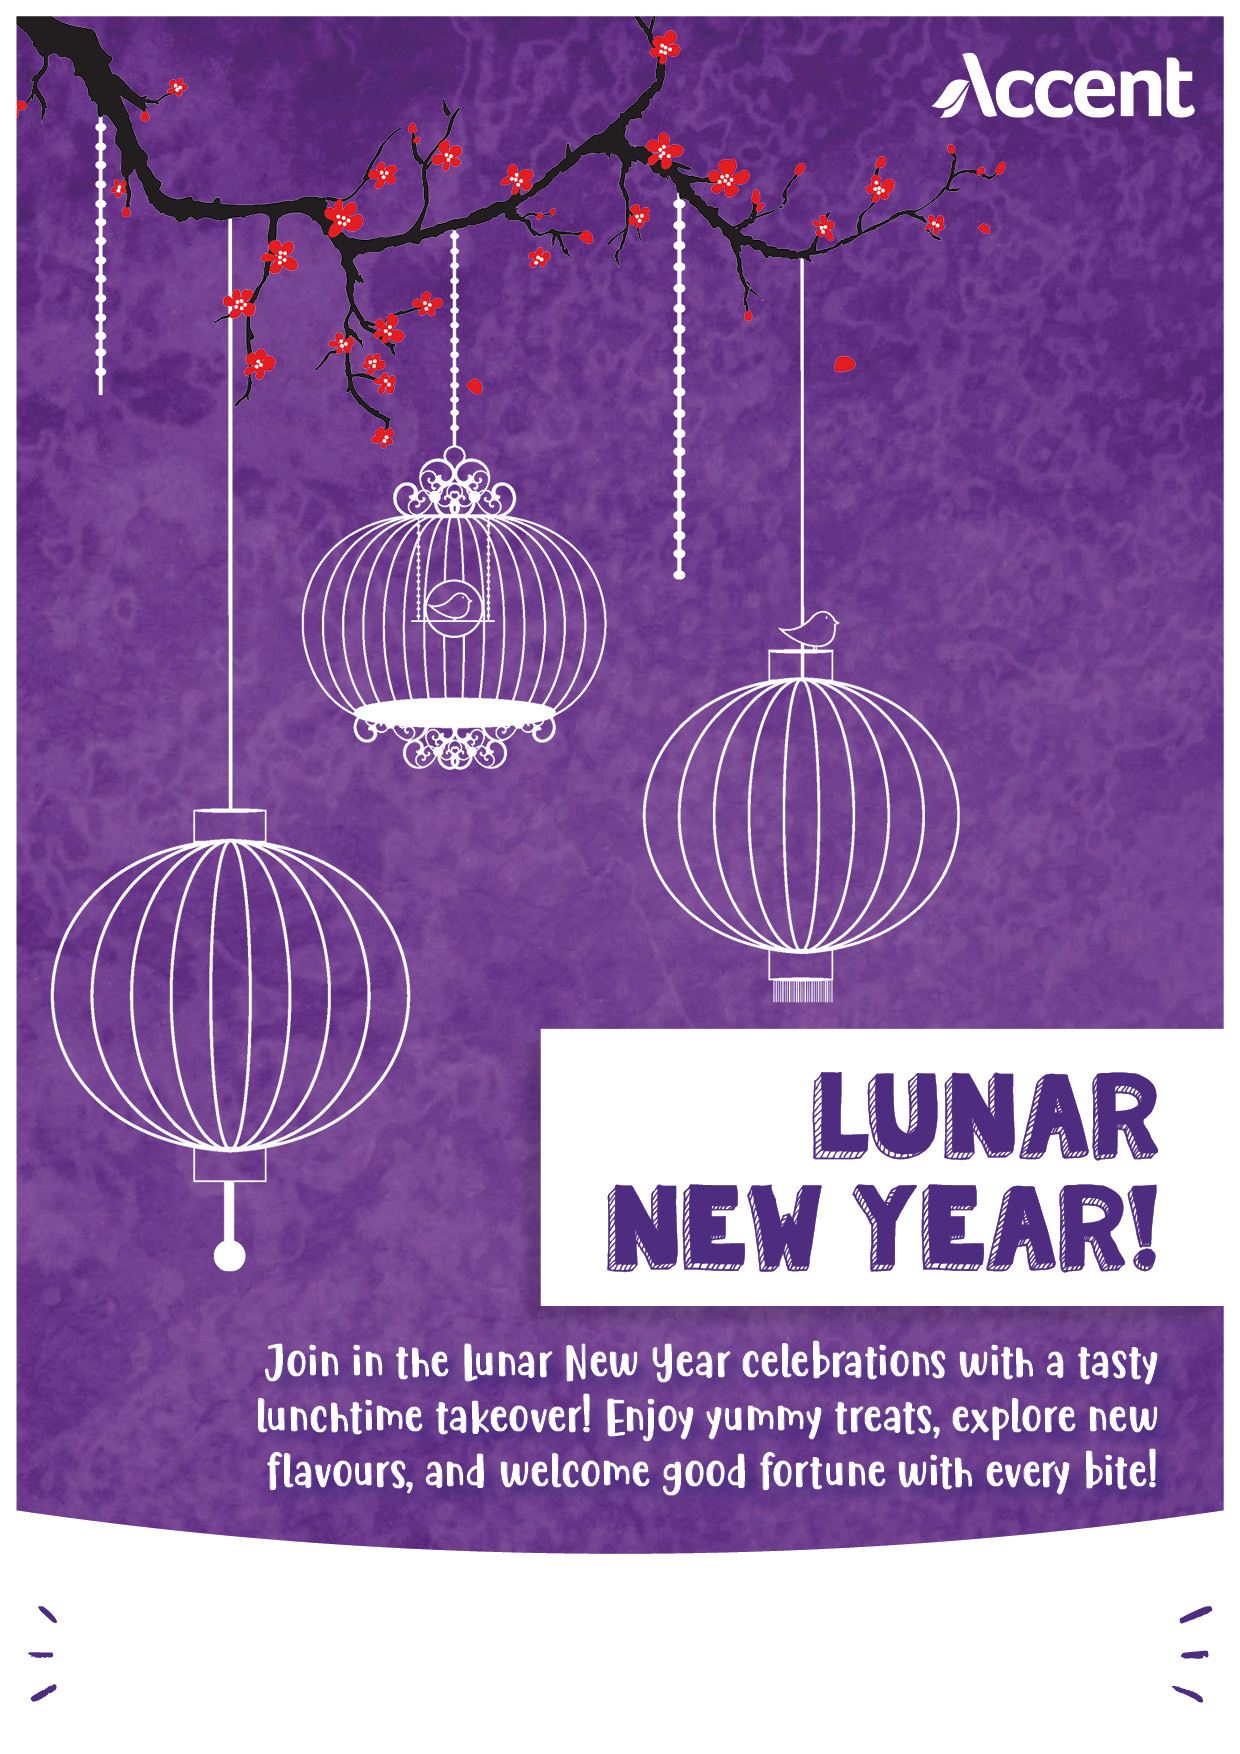 Accent
LUNAR
NEW YEAR!
Join in the Lunar New Year celebrations with a tasty
lunchtime takeover! Enjoy yummy treats, explore new
flavours, and welcome good fortune with every bite!